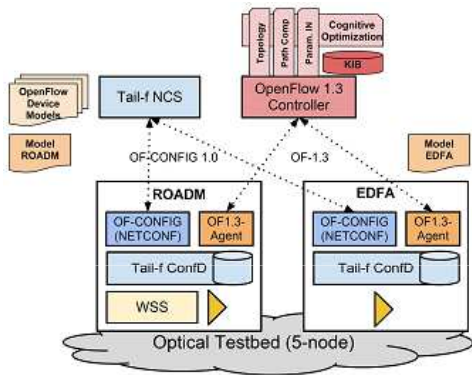 Topology
Path Comp
Param. IN
Cognitive
Optimization
KIB
OpenFlow
Device
Models
Tail-f NCS
OpenFlow 1.3
Controller
Model
ROADM
OF-CONFIG 1.0
OF-1.3
Model
EDFA
ROADM
EDFA
OF-CONFIG
(NETCONF)
OF1.3-
Agent
OF-CONFIG
(NETCONF)
OF1.3-
Agent
Tail-f ConfD
Tail-f ConfD
WSS
Optical Testbed (5-node)